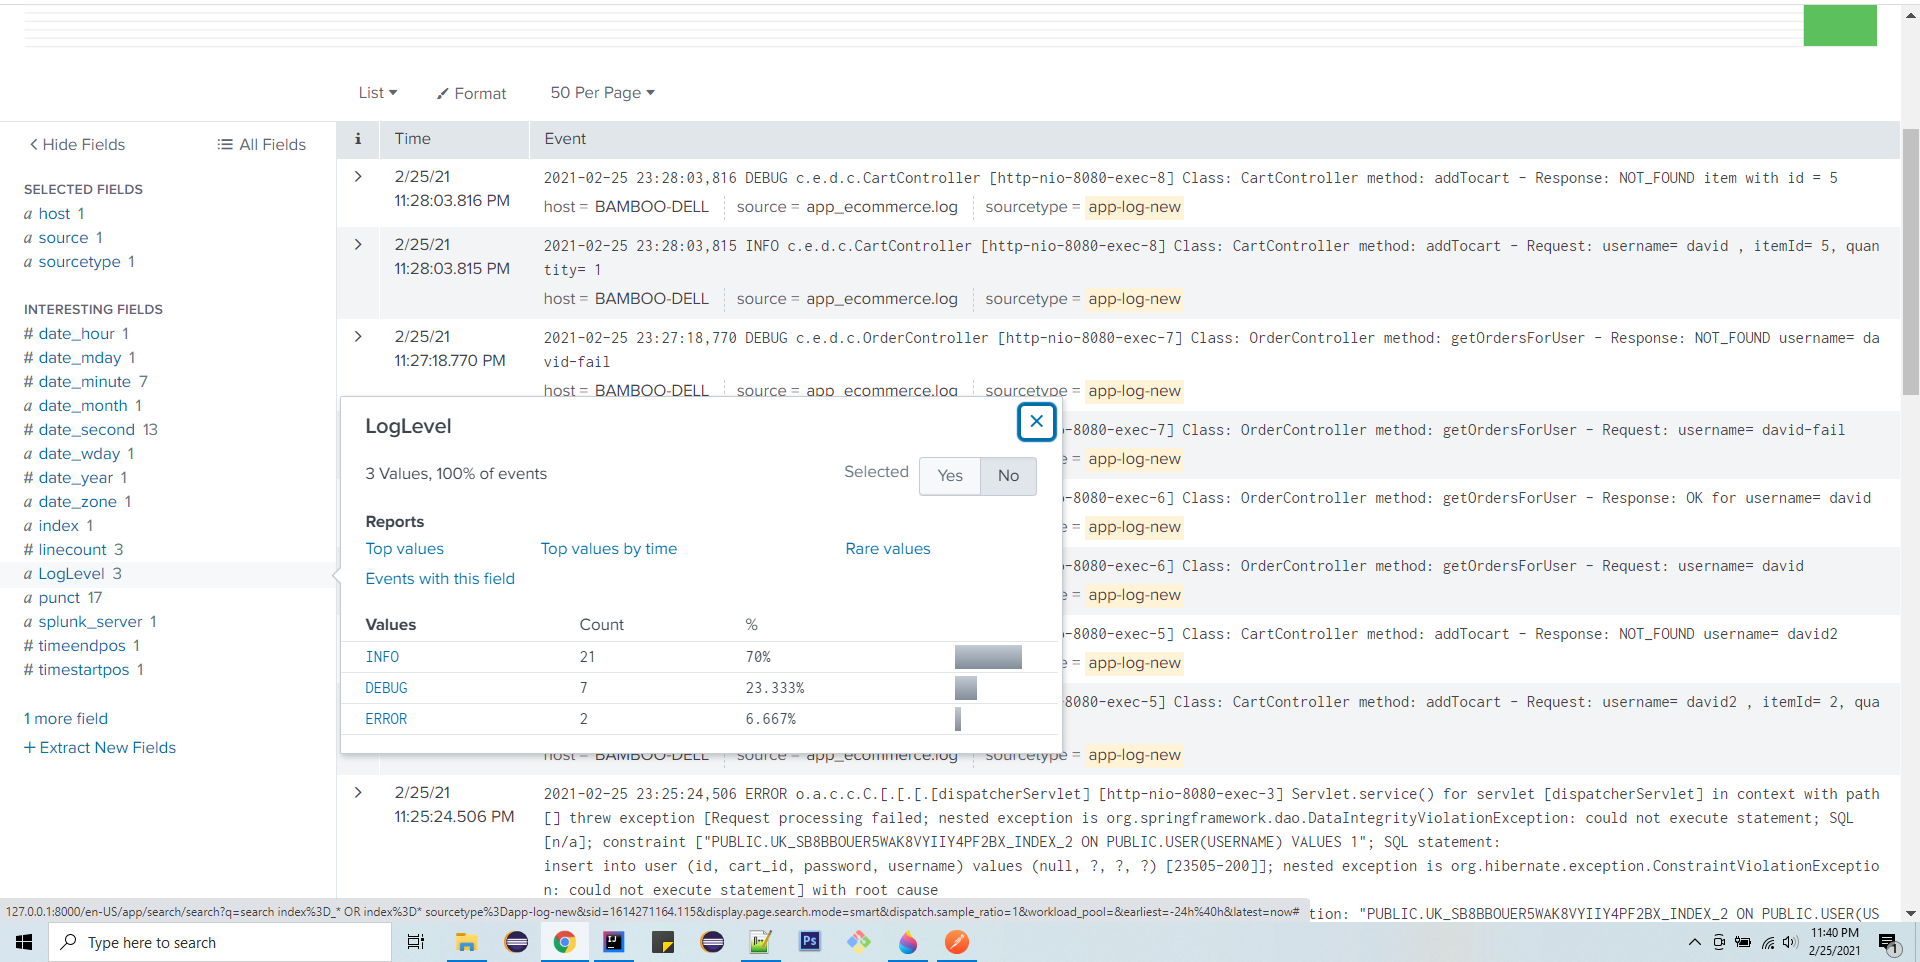 List
Format
50 Per Page
Hide Fields
All Fields
i
Time
Event
SELECTED FIELDS
a host 1
a source 1
a sourcetype 1
INTERESTING FIELDS
# date_hour 1
# date_mday 1
# date_minute 7
a date_month 1
# date_second 13
a date_wday 1
# date_year 1
a date_zone 1
a index 1
# linecount 3
a LogLevel 3
a punct 17
a splunk_server 1
# timeendpos 1
# timestartpos 1
1 more field
+ Extract New Fields
2/25/21
11:28:03.816 PM
2021-02-25 23:28:03,816 DEBUG c.e.d.c.CartController [http-nio-8080-exec-8] Class: CartController method: addTocart - Response: NOT_FOUND item with id = 5
host = BAMBOO-DELL source = app_ecommerce.log sourcetype = app-log-new
2/25/21
11:28:03.815 PM
2021-02-25 23:28:03,815 INFO c.e.d.c.CartController [http-nio-8080-exec-8] Class: CartController method: addTocart - Request: username= david , itemId= 5, quan
tity= 1
host = BAMBOO-DELL source = app_ecommerce.log sourcetype = app-log-new
2/25/21
11:27:18.770 PM
2021-02-25 23:27:18,770 DEBUG c.e.d.c.OrderController [http-nio-8080-exec-7] Class: OrderController method: getOrdersForUser - Response: NOT_FOUND username= da
vid-fail
host = BAMBOO-DELL source = app_ecommerce.log sourcetype = app-log-new
LogLevel
3 Values, 100% of events
Selected
Yes
No
Reports
Top values
Top values by time
Rare values
Events with this field
Values Count %
INFO 21 70%
DEBUG 7 23.333%
ERROR 2 6.667%
-8080-exec-7] Class: OrderController method: getOrdersForUser - Request: username= david-fail
e = app-log-new
-8080-exec-6] Class: OrderController method: getOrdersForUser - Response: OK for username= david
e = app-log-new
-8080-exec-6] Class: OrderController method: getOrdersForUser - Request: username= david
e = app-log-new
-8080-exec-5] Class: CartController method: addTocart - Response: NOT_FOUND username= david2
e = app-log-new
-8080-exec-5] Class: CartController method: addTocart - Request: username= david2 , itemId= 2, qua
host = BAMBOO-DELL source = app_ecommerce.log sourcetype = app-log-new
2/25/21
11:25:24.506 PM
2021-02-25 23:25:24,506 ERROR o.a.c.c.C.[.[.[.[dispatcherServlet] [http-nio-8080-exec-3] Servlet.service() for servlet [dispatcherServlet] in context with path
[] threw exception [Request processing failed; nested exception is org.springframework.dao.DataIntegrityViolationException: could not execute statement; SQL
[n/a]; constraint ["PUBLIC.UK_SB8BBOUER5WAK8VYIIY4PF2BX_INDEX_2 ON PUBLIC.USER(USERNAME) VALUES 1"; SQL statement:
insert into user (id, cart_id, password, username) values (null, ?, ?, ?) [23505-200]]; nested exception is org.hibernate.exception.ConstraintViolationExceptio
n: could not execute statement] with root cause
tion: "PUBLIC.UK_SB8BBOUER5WAK8VYIIY4PF2BX_INDEX_2 ON PUBLIC.USER(US
127.0.0.1:8000/en-US/app/search/search?q=search index%3D_* OR index%3D* sourcetype%3Dapp-log-new&sid=1614271164.115&display.page.search.mode=smart&dispatch.sample_ratio=1&workload_pool=&earliest=-24h%40h&latest=now#
Type here to search
Ps
11:40 PM
2/25/2021
1